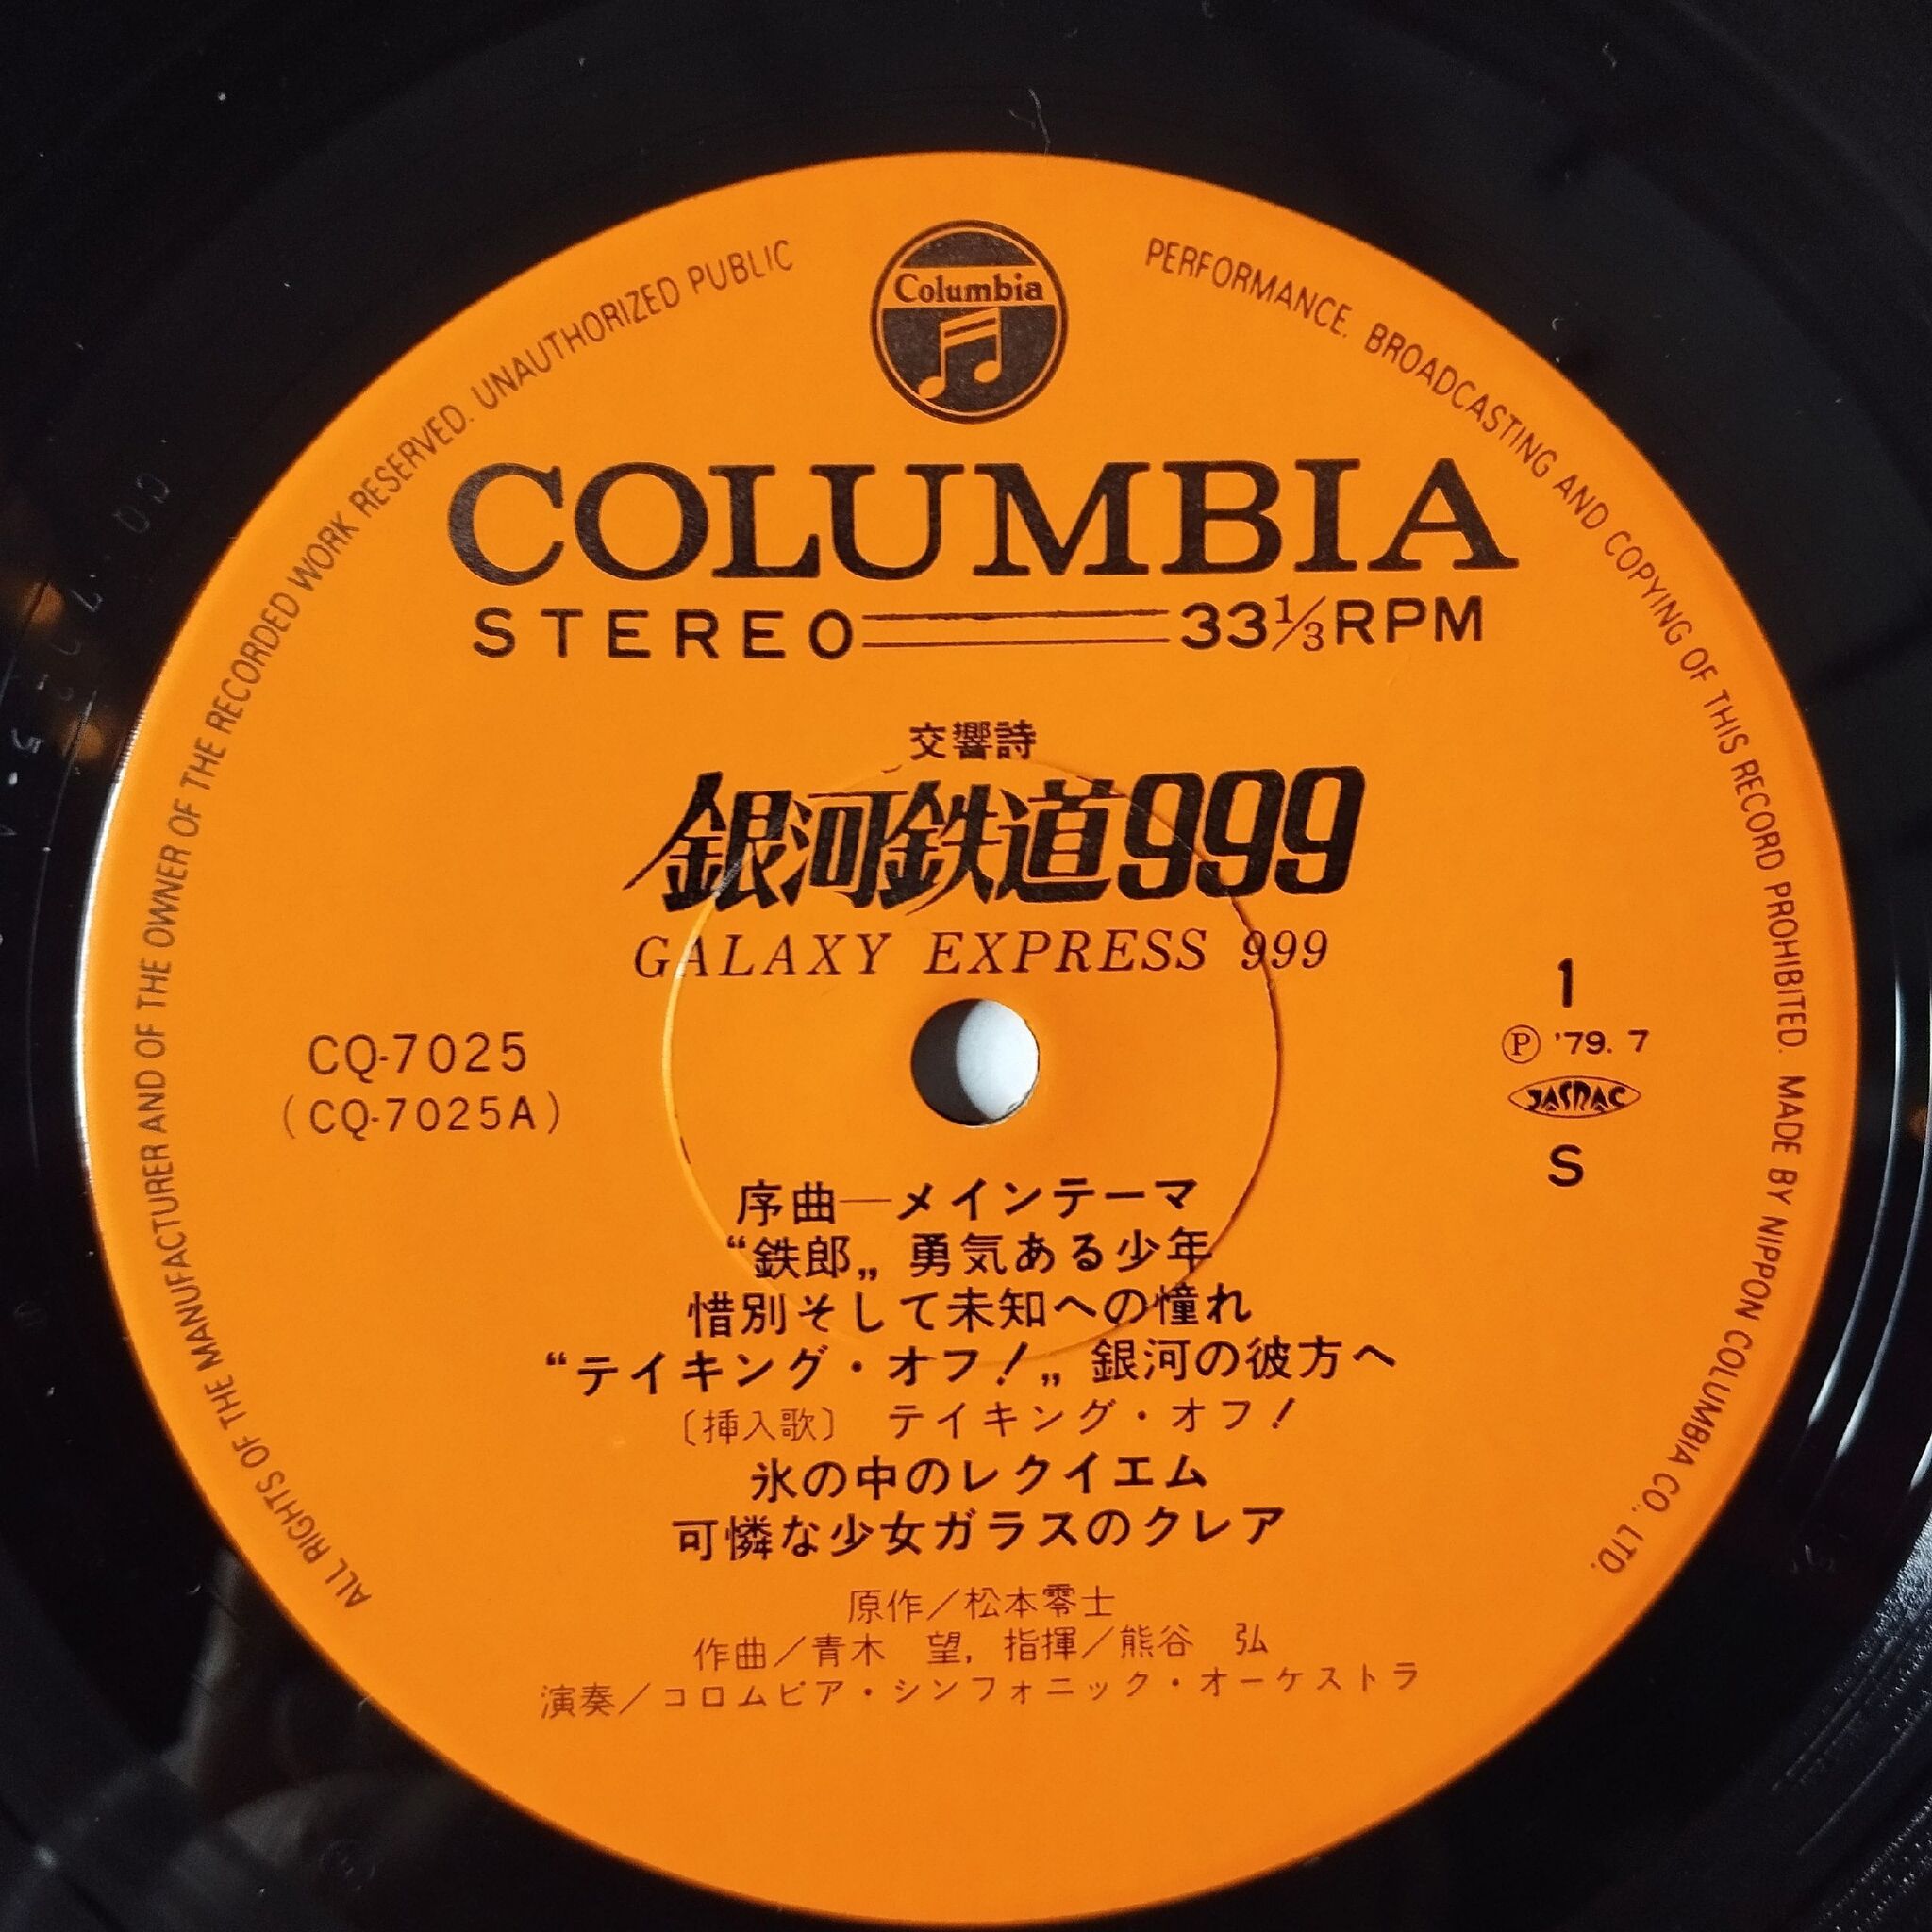 ALL RIGHTS OF THE MANUFACTURER AND OF THE OWNER OF THE RECORDED WORK RESERVED. UNAUTHORIZED PUBLIC PERFORMANCE. BROADCASTING AND COPYING OF THIS RECORD PROHIBITED. MADE BY NIPPON COLUMBIA CO., LTD.
Columbia
COLUMBIA
STEREO 33⅓RPM
交響詩
銀河鉄道999
GALAXY EXPRESS 999
CQ-7025
(CQ-7025A)
1
Ⓟ '79. 7
JASRAC
S
序曲—メインテーマ
“鉄郎„ 勇気ある少年
惜別そして未知への憧れ
“テイキング・オフ!„ 銀河の彼方へ
〔挿入歌〕 テイキング・オフ!
氷の中のレクイエム
可憐な少女ガラスのクレア
原作／松本零士
作曲／青木 望, 指揮／熊谷 弘
演奏／コロムビア・シンフォニック・オーケストラ